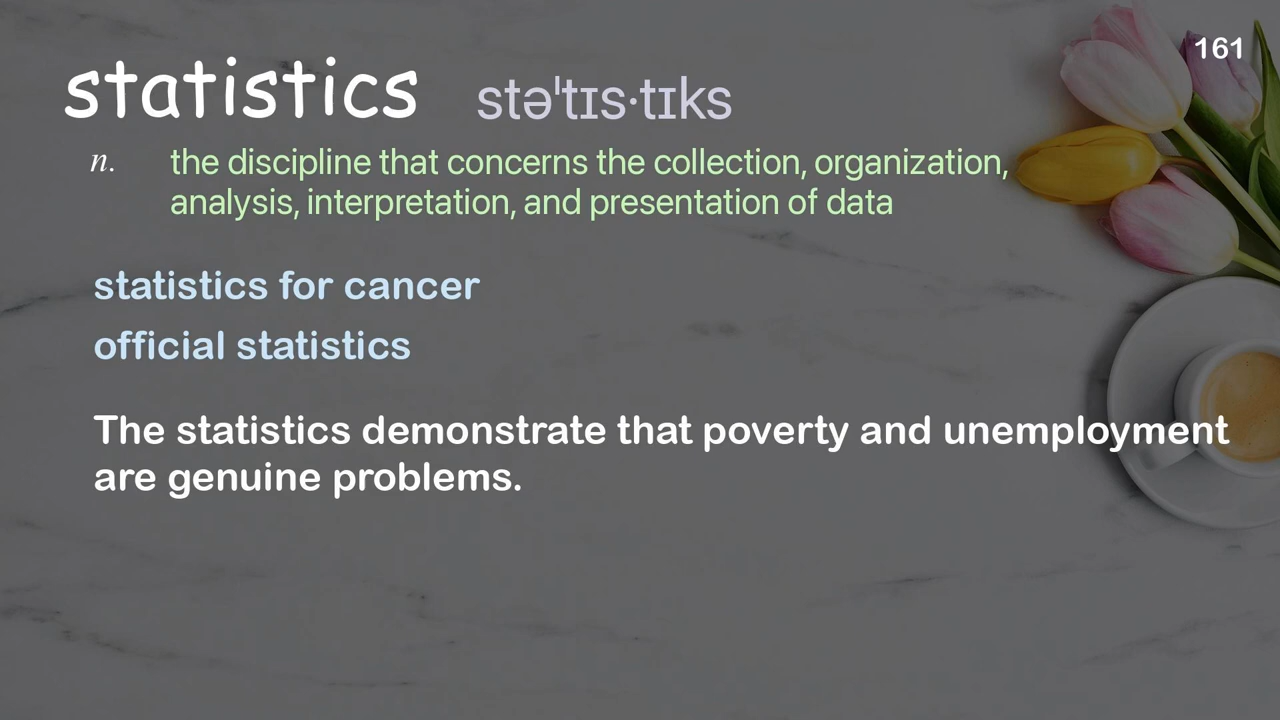 161
statistics stəˈtɪs·tɪks
n. the discipline that concerns the collection, organization,
analysis, interpretation, and presentation of data
statistics for cancer
official statistics
The statistics demonstrate that poverty and unemployment
are genuine problems.